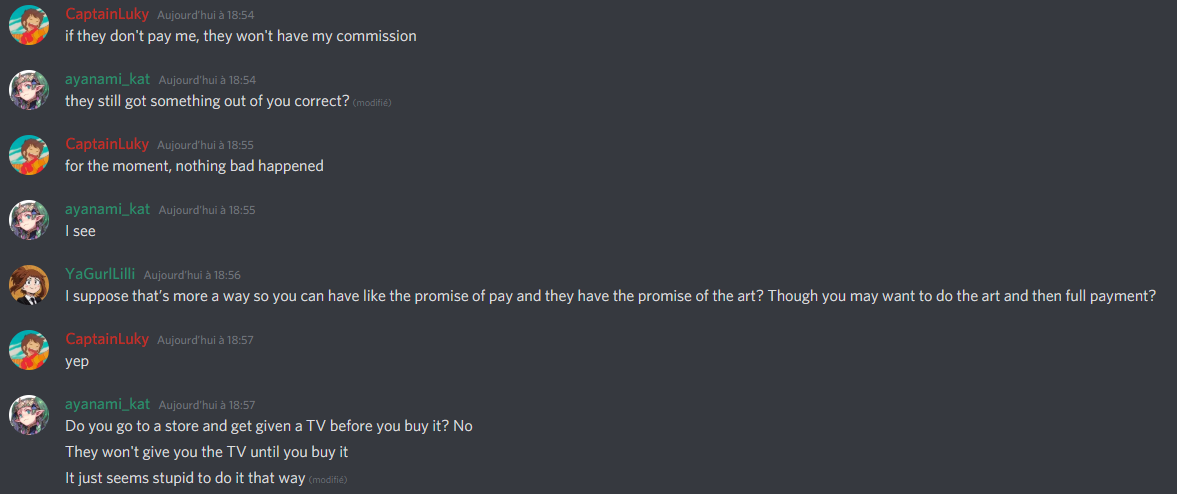 CaptainLuky Aujourd'hui à 18:54
if they don't pay me, they won't have my commission
ayanami_kat Aujourd'hui à 18:54
they still got something out of you correct? (modifié)
CaptainLuky Aujourd'hui à 18:55
for the moment, nothing bad happened
ayanami_kat Aujourd'hui à 18:55
I see
YaGurlLilli Aujourd'hui à 18:56
I suppose that's more a way so you can have like the promise of pay and they have the promise of the art? Though you may want to do the art and then full payment?
CaptainLuky Aujourd'hui à 18:57
yep
ayanami_kat Aujourd'hui à 18:57
Do you go to a store and get given a TV before you buy it? No
They won't give you the TV until you buy it
It just seems stupid to do it that way (modifié)